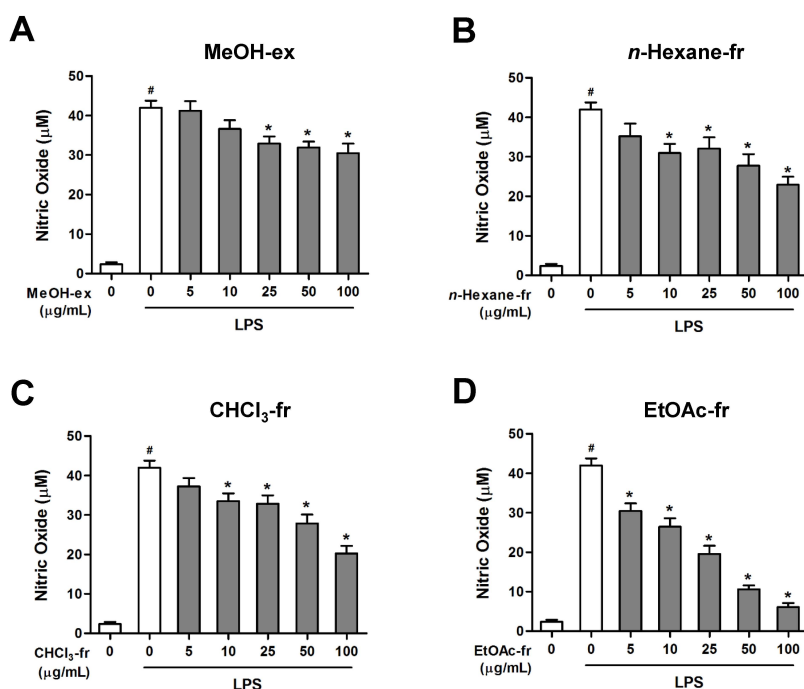 A
MeOH-ex
Nitric Oxide (μM)
50
40
30
20
10
0
#
*
*
*
MeOH-ex 0 0 5 10 25 50 100
(μg/mL)
LPS
B
n-Hexane-fr
Nitric Oxide (μM)
50
40
30
20
10
0
#
*
*
*
*
n-Hexane-fr 0 0 5 10 25 50 100
(μg/mL)
LPS
C
CHCl₃-fr
Nitric Oxide (μM)
50
40
30
20
10
0
#
*
*
*
*
CHCl₃-fr 0 0 5 10 25 50 100
(μg/mL)
LPS
D
EtOAc-fr
Nitric Oxide (μM)
50
40
30
20
10
0
#
*
*
*
*
*
EtOAc-fr 0 0 5 10 25 50 100
(μg/mL)
LPS